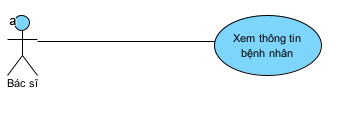 a
Xem thông tin
bệnh nhân
Bác sĩ